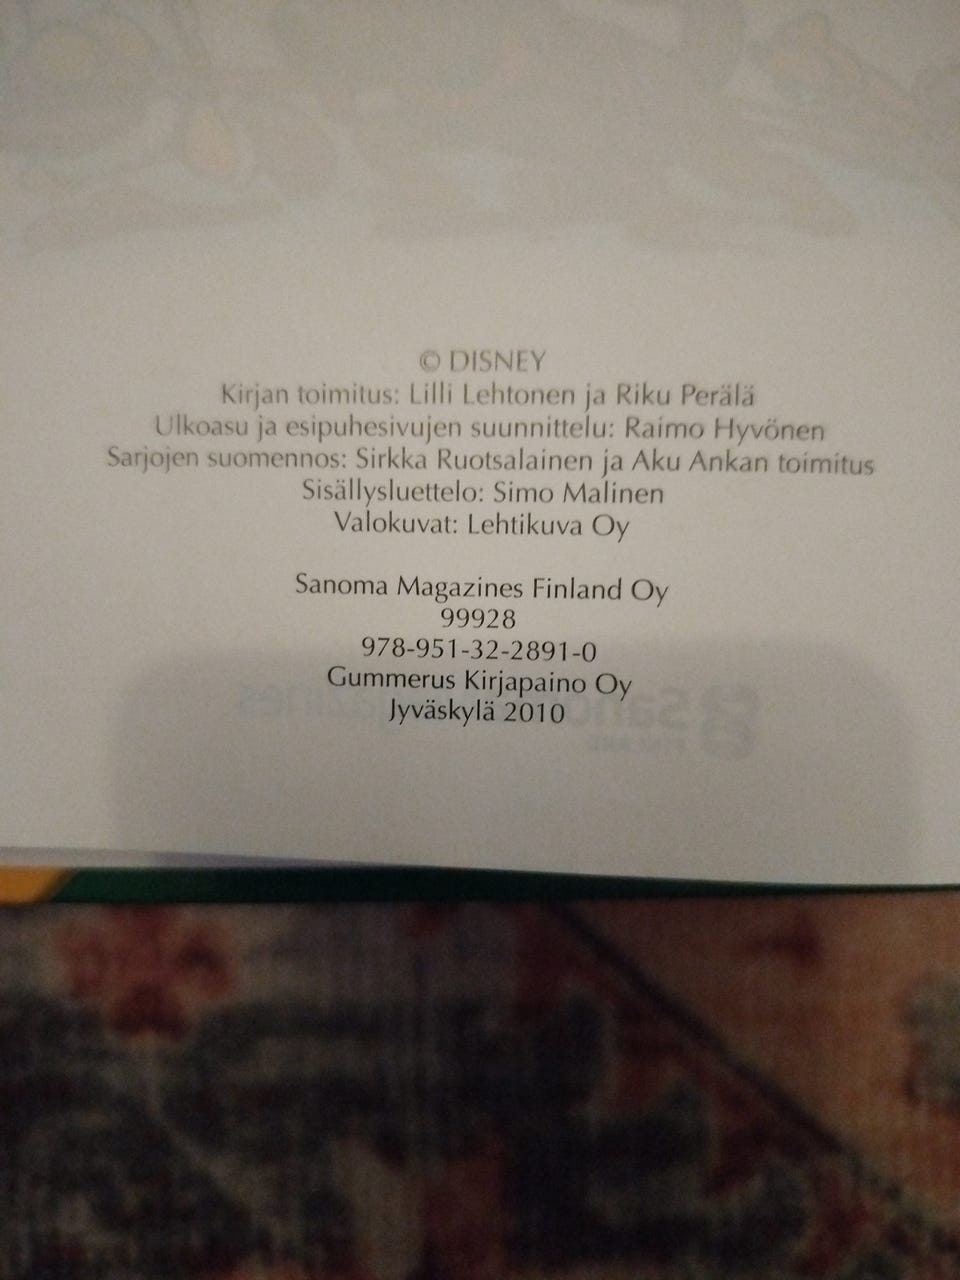 © DISNEY
Kirjan toimitus: Lilli Lehtonen ja Riku Perälä
Ulkoasu ja esipuhesivujen suunnittelu: Raimo Hyvönen
Sarjojen suomennos: Sirkka Ruotsalainen ja Aku Ankan toimitus
Sisällysluettelo: Simo Malinen
Valokuvat: Lehtikuva Oy
Sanoma Magazines Finland Oy
99928
978-951-32-2891-0
Gummerus Kirjapaino Oy
Jyväskylä 2010